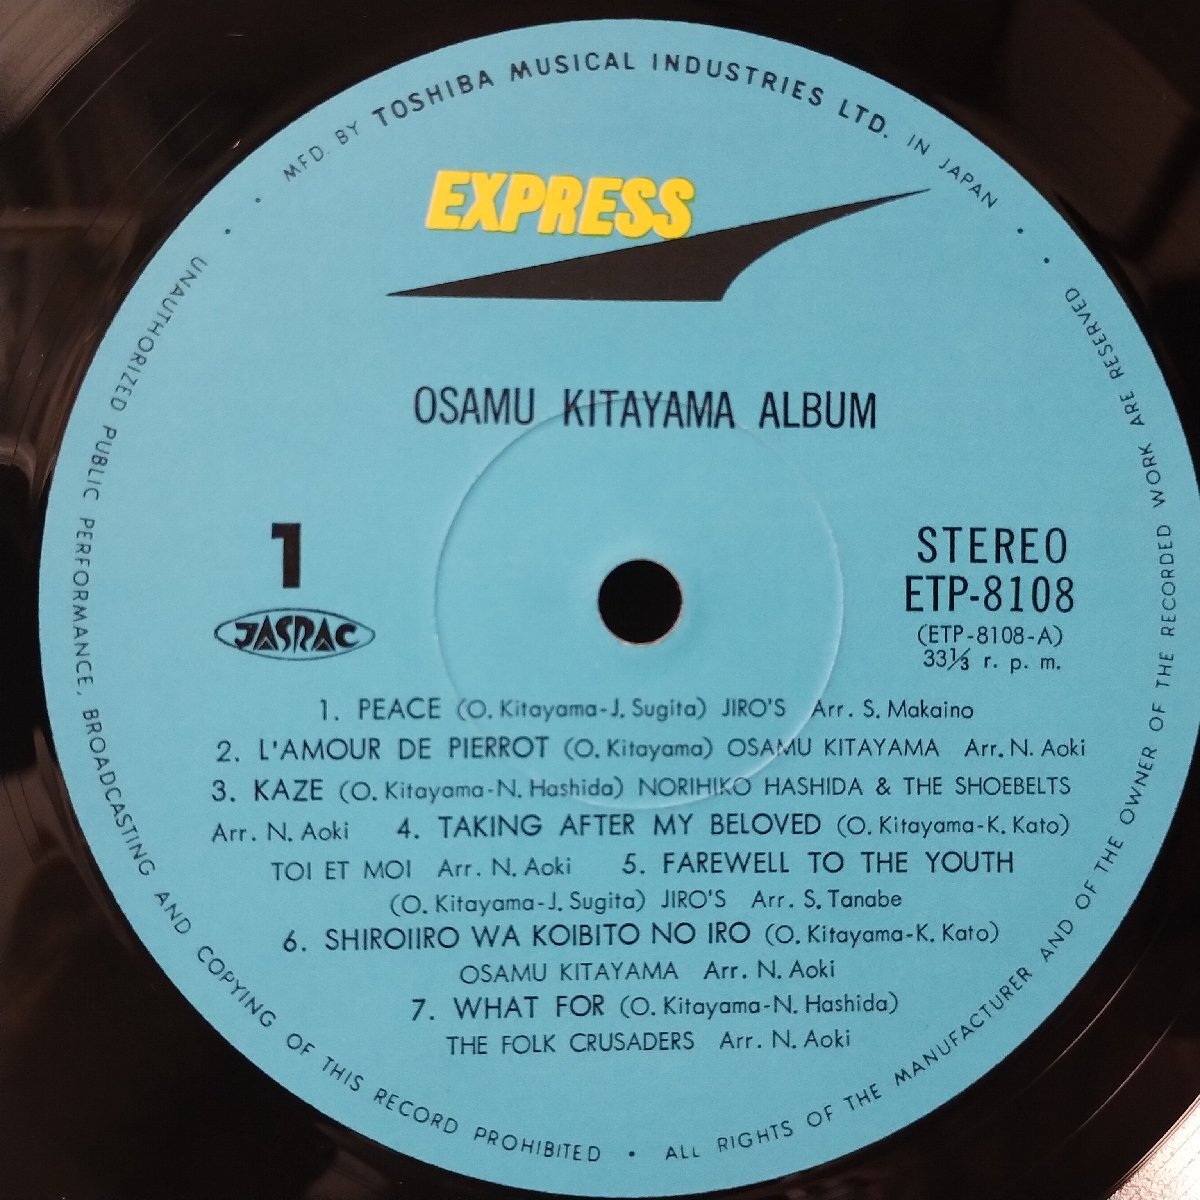 MFD. BY TOSHIBA MUSICAL INDUSTRIES LTD. IN JAPAN
EXPRESS
OSAMU KITAYAMA ALBUM
1
JASRAC
STEREO
ETP-8108
(ETP-8108-A)
33⅓ r. p. m.
1. PEACE (O. Kitayama-J. Sugita) JIRO'S Arr. S. Makaino
2. L'AMOUR DE PIERROT (O. Kitayama) OSAMU KITAYAMA Arr. N. Aoki
3. KAZE (O. Kitayama-N. Hashida) NORIHIKO HASHIDA & THE SHOEBELTS
Arr. N. Aoki 4. TAKING AFTER MY BELOVED (O. Kitayama-K. Kato)
TOI ET MOI Arr. N. Aoki 5. FAREWELL TO THE YOUTH
(O. Kitayama-J. Sugita) JIRO'S Arr. S. Tanabe
6. SHIROIIRO WA KOIBITO NO IRO (O. Kitayama-K. Kato)
OSAMU KITAYAMA Arr. N. Aoki
7. WHAT FOR (O. Kitayama-N. Hashida)
THE FOLK CRUSADERS Arr. N. Aoki
UNAUTHORIZED PUBLIC PERFORMANCE, BROADCASTING AND COPYING OF THIS RECORD PROHIBITED • ALL RIGHTS OF THE MANUFACTURER AND OF THE OWNER OF THE RECORDED WORK ARE RESERVED